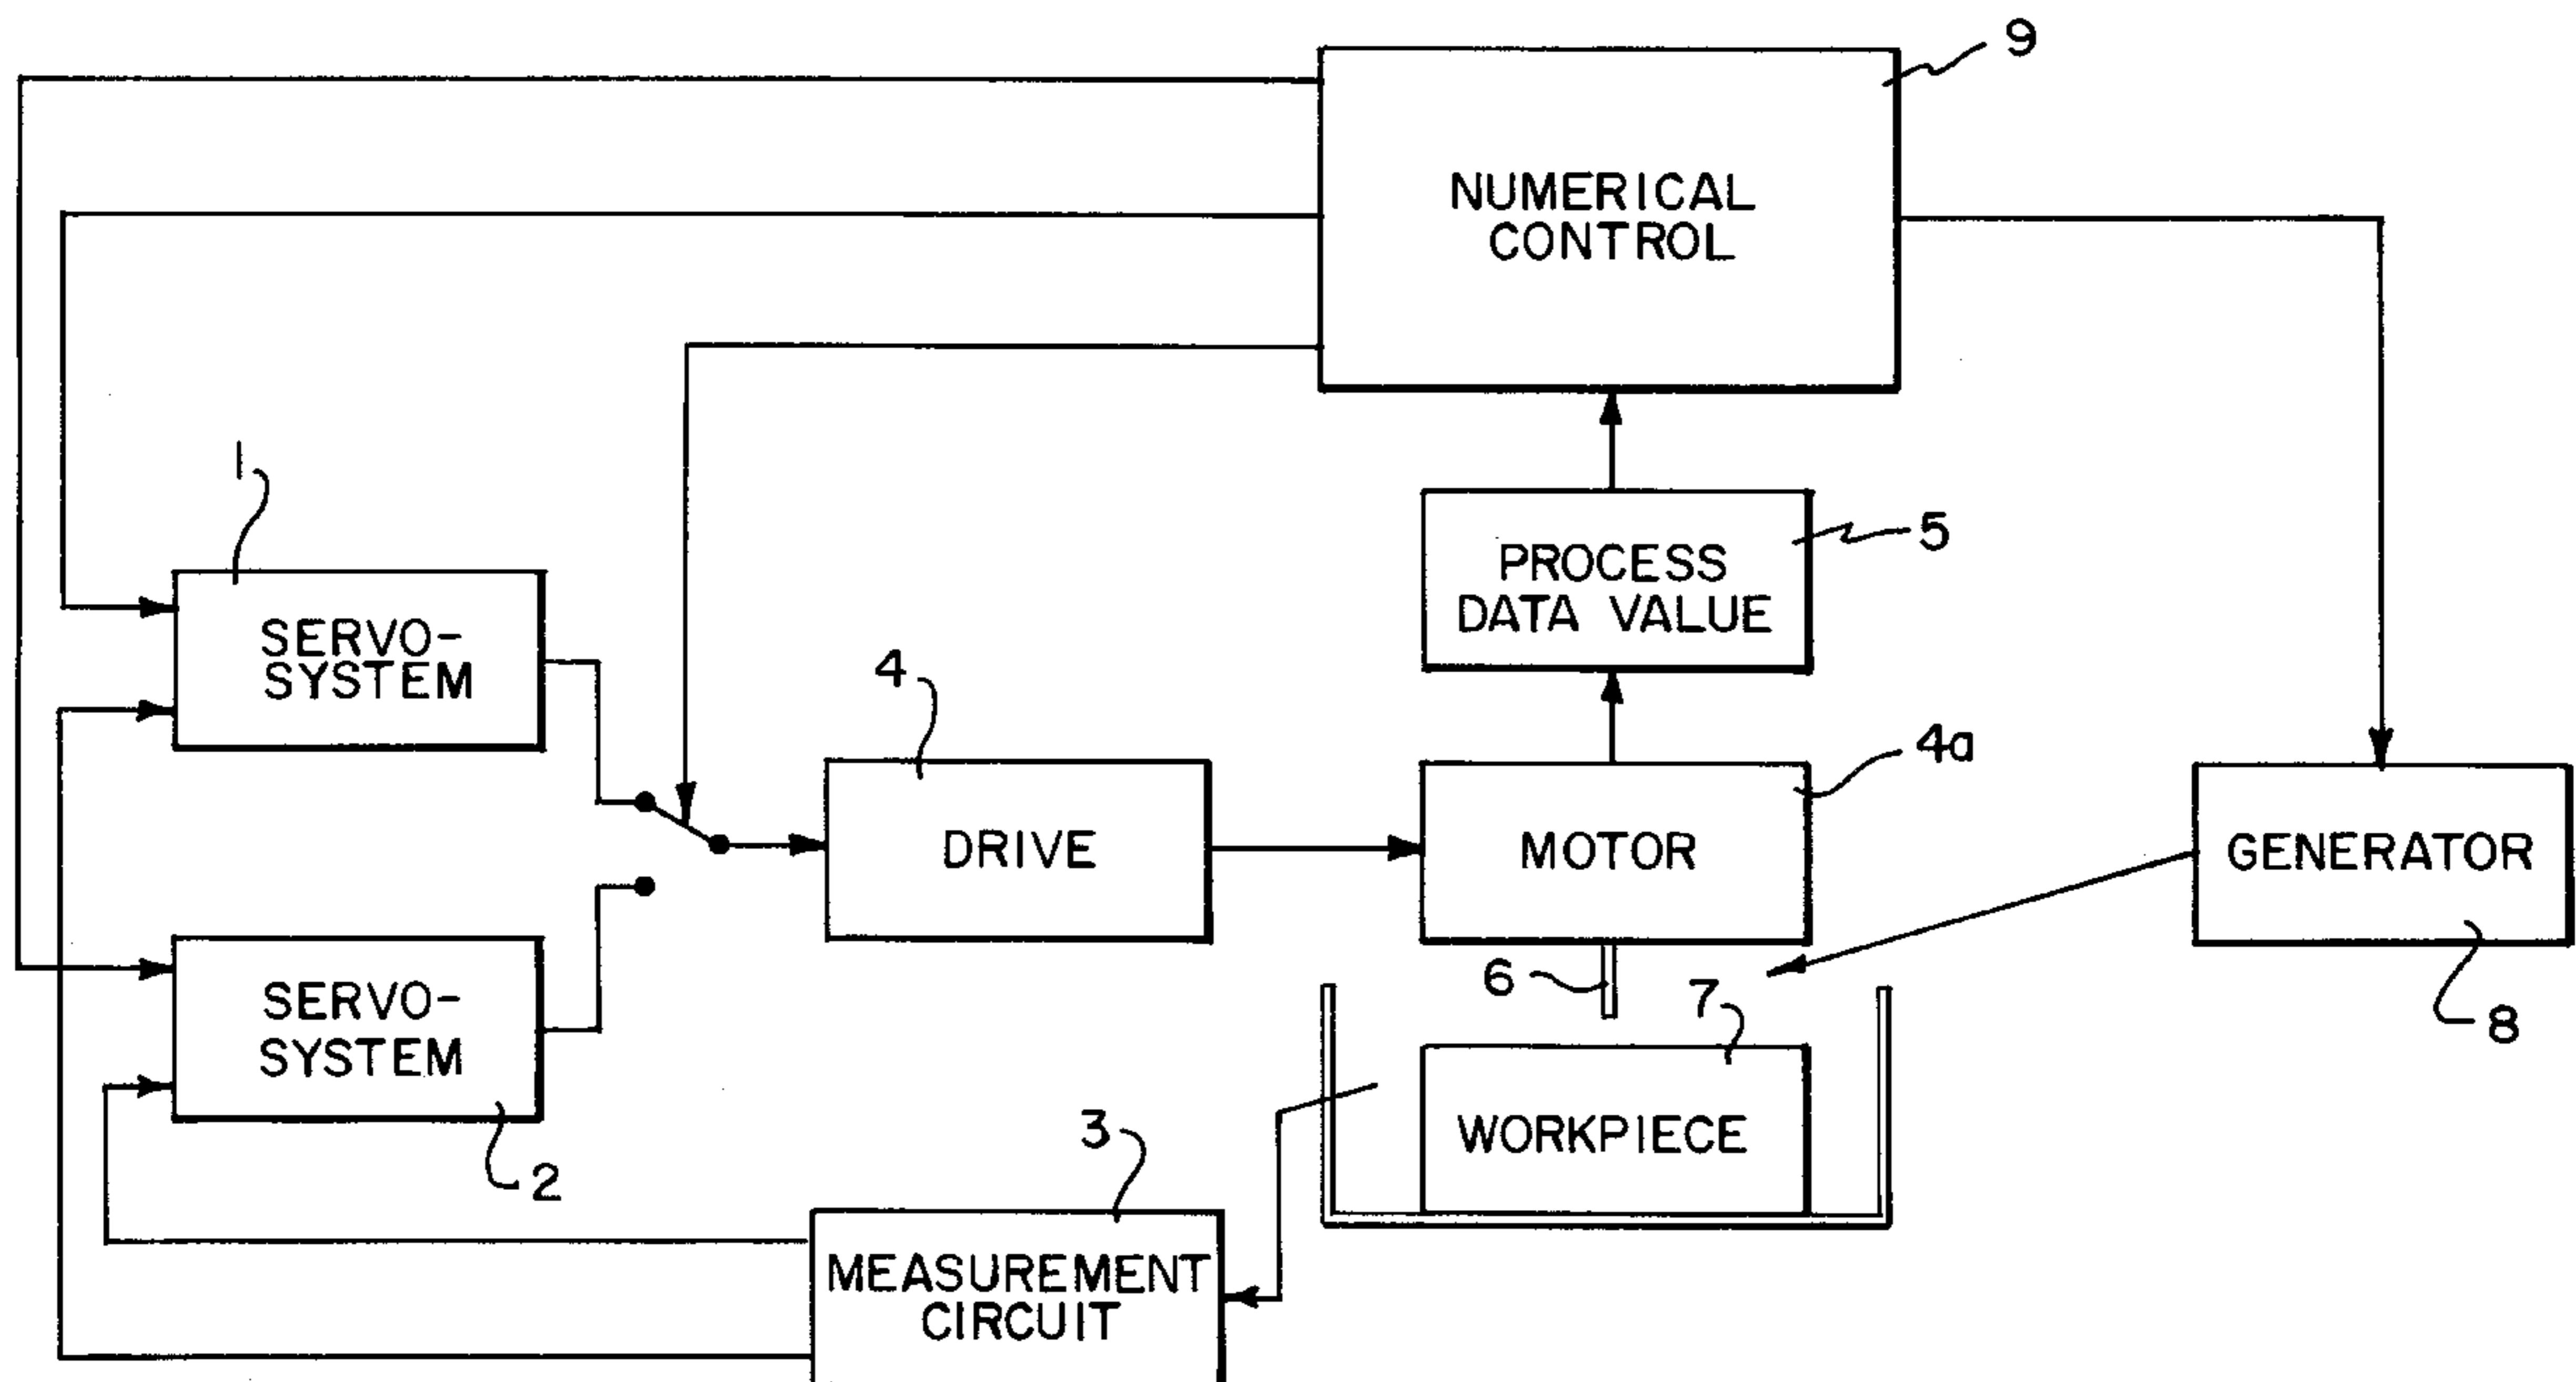 9
NUMERICAL
CONTROL
1
5
PROCESS
DATA VALUE
SERVO-
SYSTEM
4
4a
DRIVE
MOTOR
GENERATOR
6
7
8
SERVO-
SYSTEM
2
3
WORKPIECE
MEASUREMENT
CIRCUIT